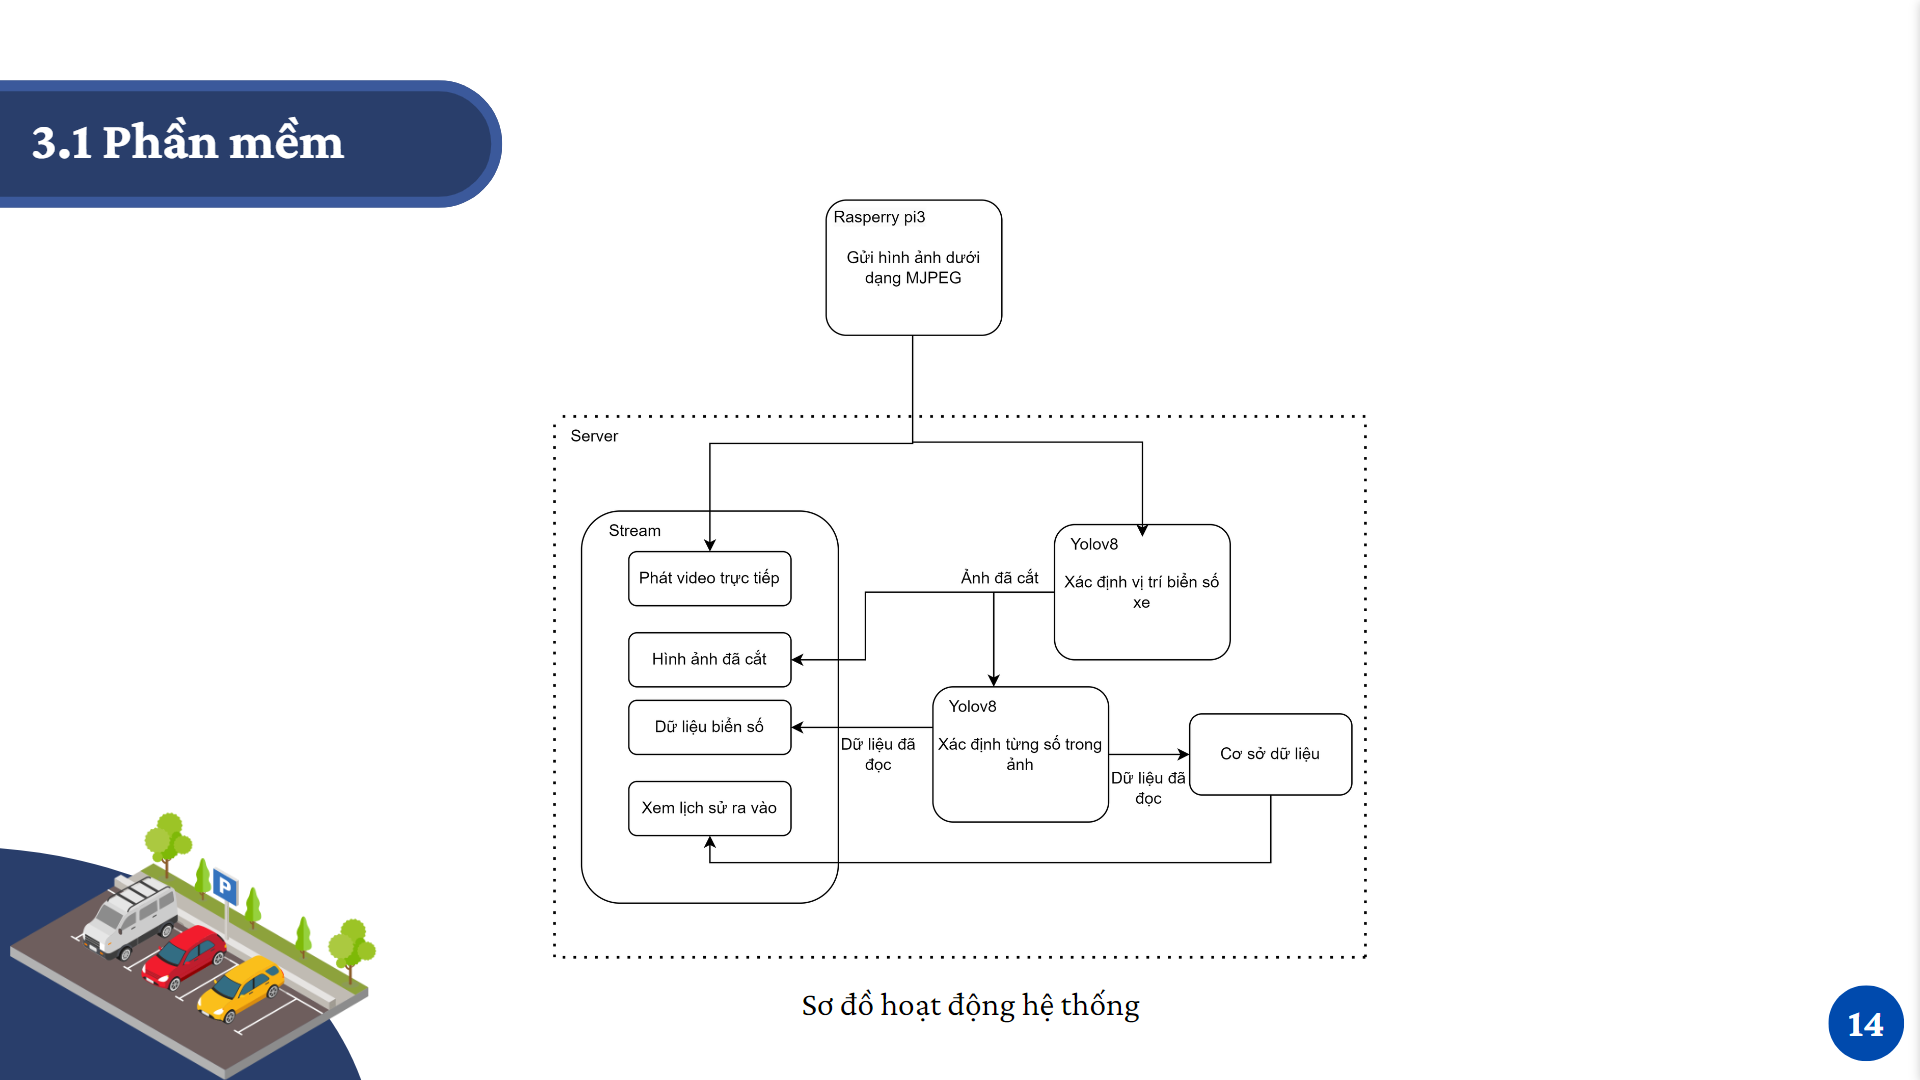 3.1 Phần mềm
Rasperry pi3
Gửi hình ảnh dưới
dạng MJPEG
Server
Stream
Phát video trực tiếp
Hình ảnh đã cắt
Dữ liệu biển số
Xem lịch sử ra vào
Ảnh đã cắt
Yolov8
Xác định vị trí biển số
xe
Dữ liệu đã
đọc
Yolov8
Xác định từng số trong
ảnh
Dữ liệu đã
đọc
Cơ sở dữ liệu
P
Sơ đồ hoạt động hệ thống
14